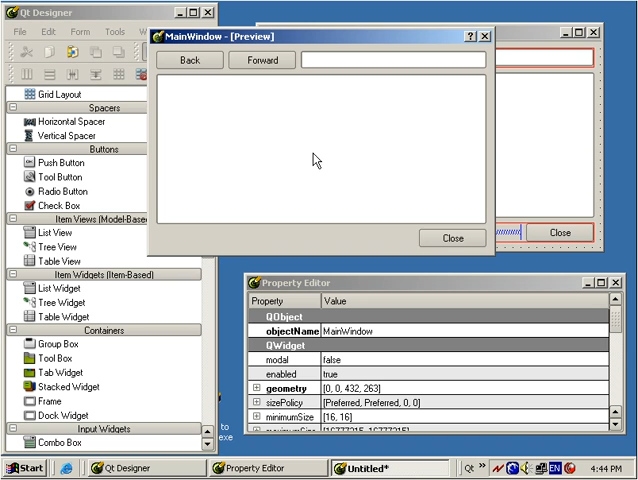 Qt Designer
File Edit Form Tools
Grid Layout
Spacers
Horizontal Spacer
Vertical Spacer
Buttons
Push Button
Tool Button
Radio Button
Check Box
Item Views (Model-Base
List View
Tree View
Table View
Item Widgets (Item-Based)
List Widget
Tree Widget
Table Widget
Containers
Group Box
Tool Box
Tab Widget
Stacked Widget
Frame
Dock Widget
Input Widgets
Combo Box
MainWindow - [Preview]
Back Forward
Close
Close
Property Editor
Property Value
QObject
objectName MainWindow
QWidget
modal false
enabled true
geometry [0, 0, 432, 263]
sizePolicy [Preferred, Preferred, 0, 0]
minimumSize [16, 16]
maximumSize [16777215, 16777215]
to
exe
Start Qt Designer Property Editor Untitled* Qt » EN 4:44 PM